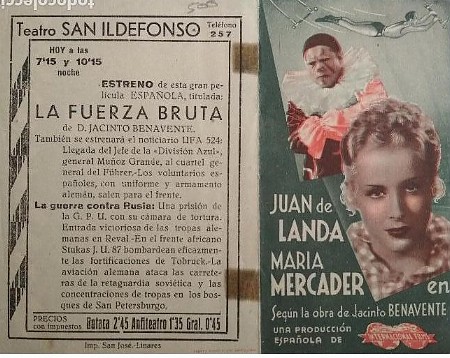 Teatro SAN ILDEFONSO Teléfono 257
HOY a las
7'15 y 10'15
noche
ESTRENO de esta gran pe-
lícula ESPAÑOLA, titulada:
LA FUERZA BRUTA
de D. JACINTO BENAVENTE.
También se estrenará el noticiario UFA 524:
Llegada del Jefe de la «División Azul»,
general Muñoz Grande, al cuartel ge-
neral del Führer.-Los voluntarios es-
pañoles, con uniforme y armamento
alemán, salen para el frente.
La guerra contra Rusia: Una prisión de
la G. P. U. con su cámara de tortura.
Entrada victoriosa de las tropas ale-
manas en Reval-En el frente africano
Stukas J. U. 87 bombardean eficazmen-
te las fortificaciones de Tobruck.-La
aviación alemana ataca las carrete-
ras de la retaguardia soviética y las
concentraciones de tropas en los bos-
ques de San Petersburgo.
PRECIOS
con impuestos Butaca 2'45 Anfiteatro 1'35 Gral. 0'45
Imp. San José.-Linares
JUAN de
LANDA
MARIA
MERCADER
en
Según la obra de Jacinto BENAVENTE
UNA PRODUCCIÓN
ESPAÑOLA DE
INTERNACIONAL FILMS
todocoleccion